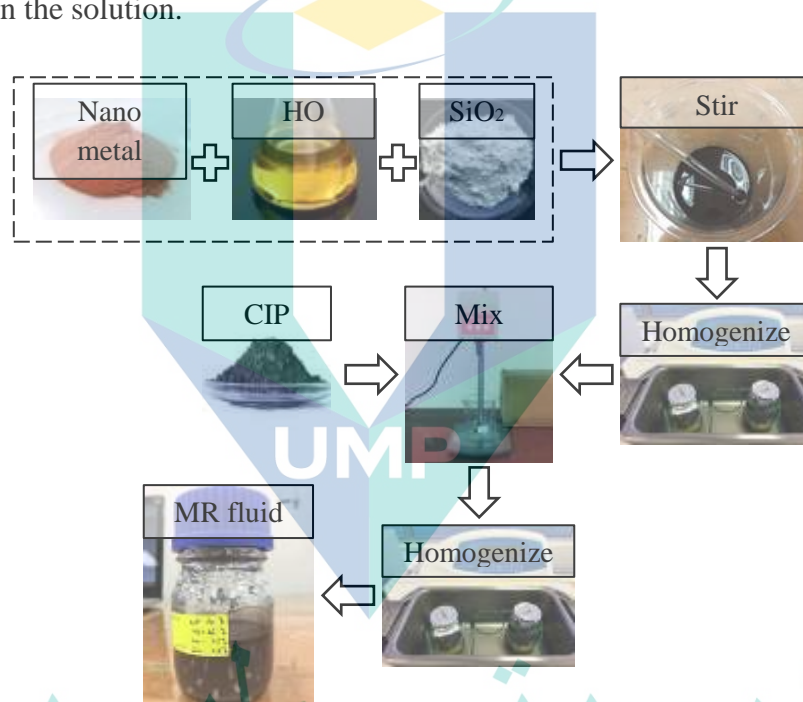 n the solution.
Nano
metal
HO
SiO₂
Stir
CIP
Mix
Homogenize
UMP
MR fluid
Homogenize